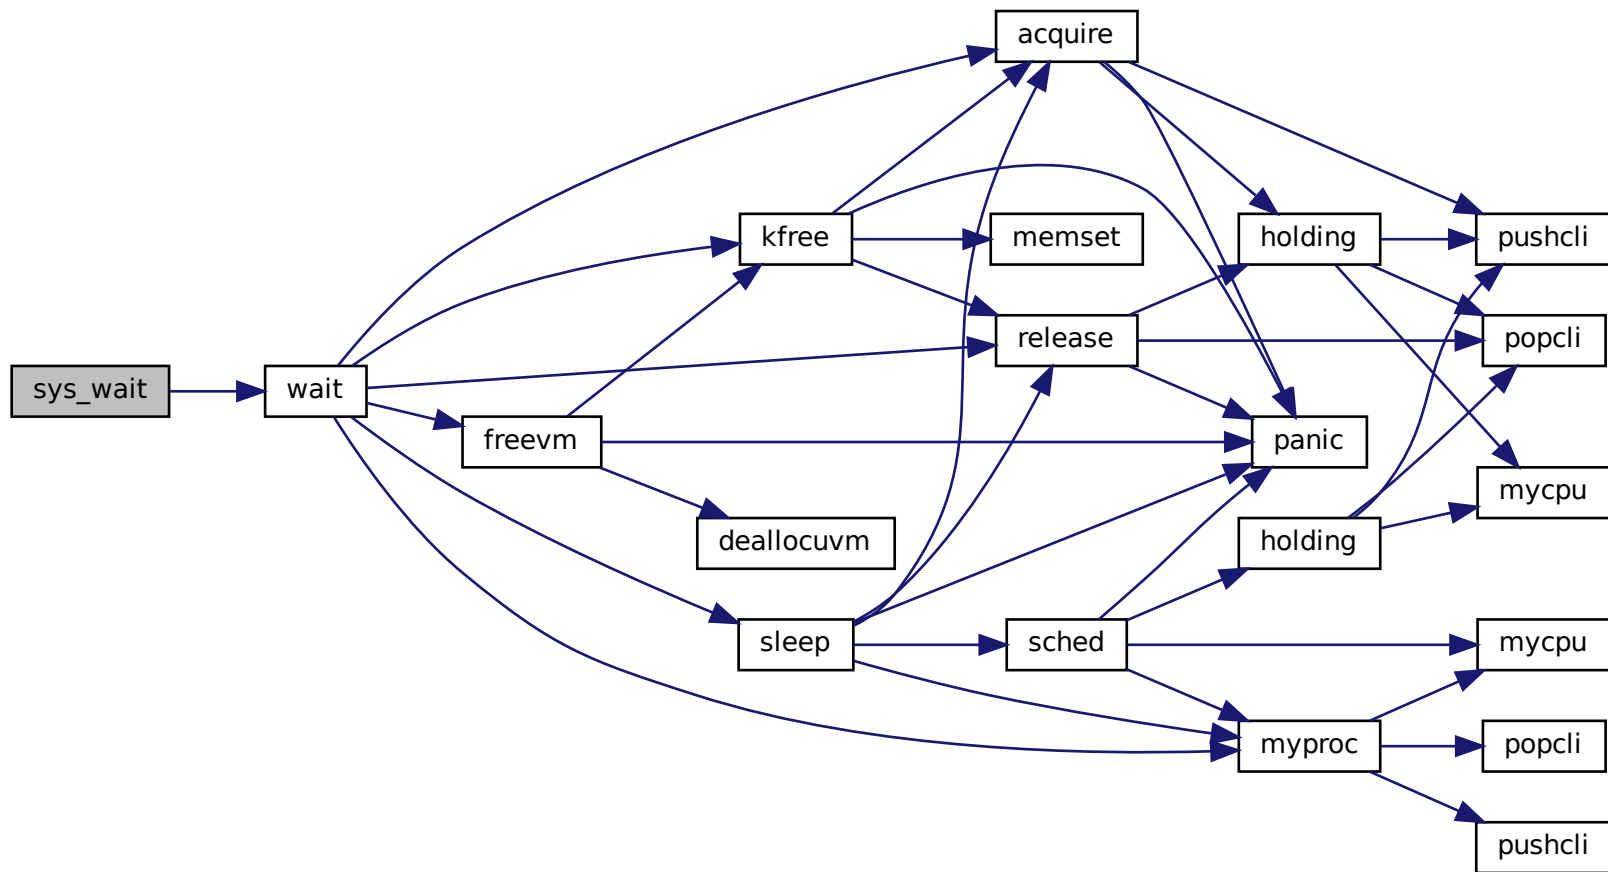 acquire
kfree
memset
holding
pushcli
release
popcli
sys_wait
wait
freevm
panic
mycpu
deallocuvm
holding
sleep
sched
mycpu
myproc
popcli
pushcli